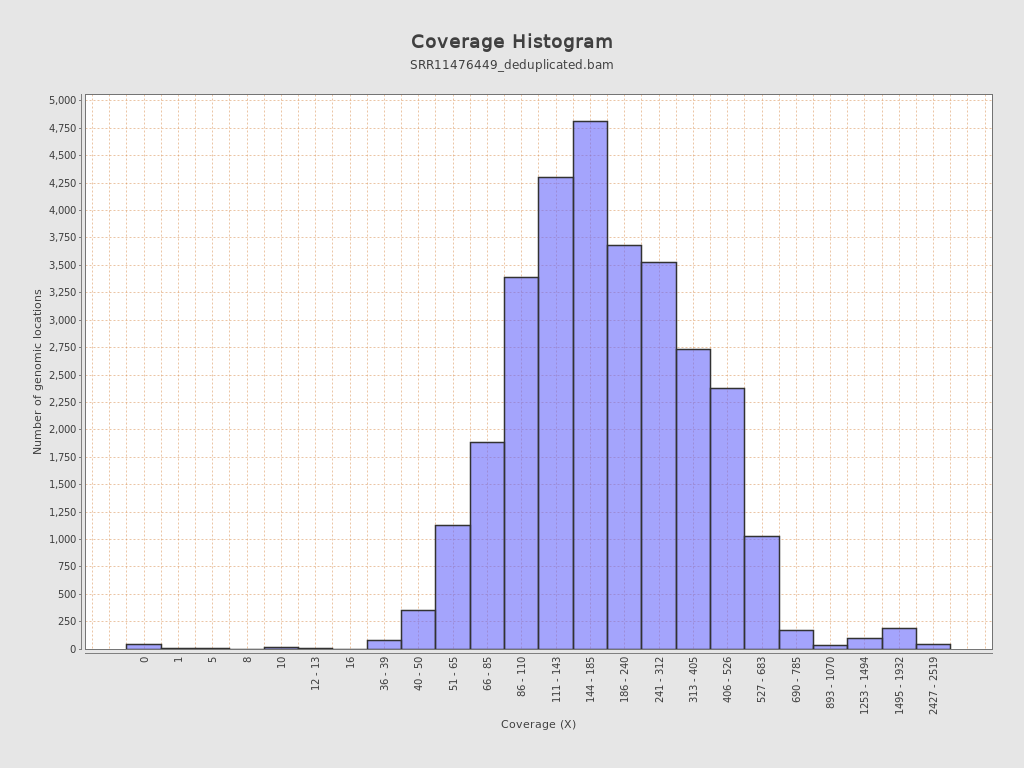 Coverage Histogram
SRR11476449_deduplicated.bam
5,000
4,750
4,500
4,250
4,000
3,750
3,500
3,250
3,000
2,750
2,500
2,250
2,000
1,750
1,500
1,250
1,000
750
500
250
0
Number of genomic locations
0
1
5
8
10
12 - 13
16
36 - 39
40 - 50
51 - 65
66 - 85
86 - 110
111 - 143
144 - 185
186 - 240
241 - 312
313 - 405
406 - 526
527 - 683
690 - 785
893 - 1070
1253 - 1494
1495 - 1932
2427 - 2519
Coverage (X)